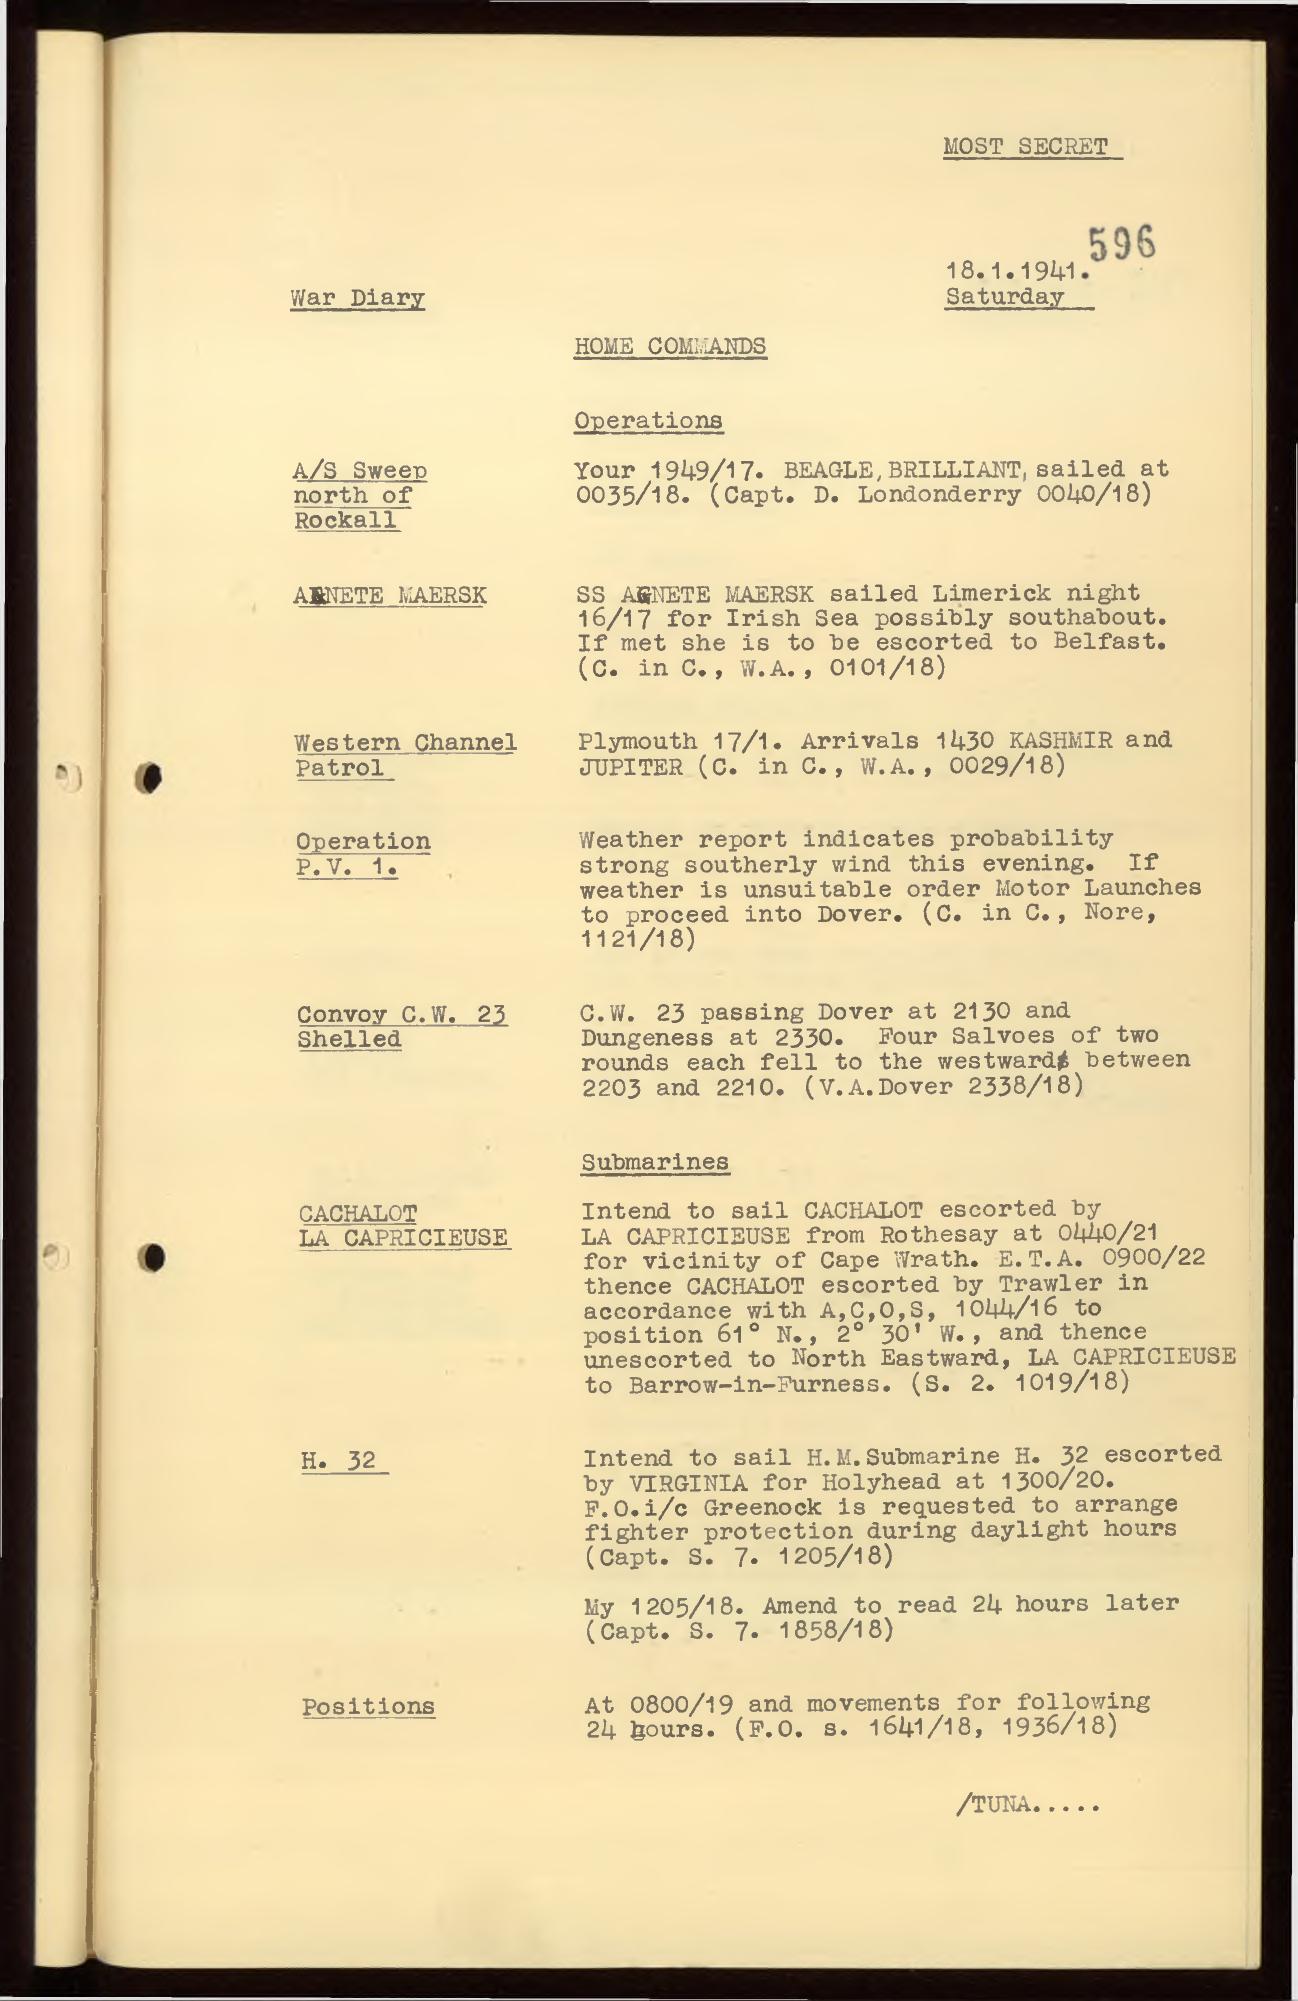 MOST SECRET
596
18.1.1941.
Saturday
War Diary
HOME COMMANDS
Operations
A/S Sweep
north of
Rockall
Your 1949/17. BEAGLE, BRILLIANT, sailed at
0035/18. (Capt. D. Londonderry 0040/18)
AGNETE MAERSK
SS AGNETE MAERSK sailed Limerick night
16/17 for Irish Sea possibly southabout.
If met she is to be escorted to Belfast.
(C. in C., W.A., 0101/18)
Western Channel
Patrol
Plymouth 17/1. Arrivals 1430 KASHMIR and
JUPITER (C. in C., W.A., 0029/18)
Operation
P.V. 1.
Weather report indicates probability
strong southerly wind this evening. If
weather is unsuitable order Motor Launches
to proceed into Dover. (C. in C., Nore,
1121/18)
Convoy C.W. 23
Shelled
C.W. 23 passing Dover at 2130 and
Dungeness at 2330. Four Salvoes of two
rounds each fell to the westward between
2203 and 2210. (V.A.Dover 2338/18)
Submarines
CACHALOT
LA CAPRICIEUSE
Intend to sail CACHALOT escorted by
LA CAPRICIEUSE from Rothesay at 0440/21
for vicinity of Cape Wrath. E.T.A. 0900/22
thence CACHALOT escorted by Trawler in
accordance with A,C,O,S, 1044/16 to
position 61° N., 2° 30' W., and thence
unescorted to North Eastward, LA CAPRICIEUSE
to Barrow-in-Furness. (S. 2. 1019/18)
H. 32
Intend to sail H.M.Submarine H. 32 escorted
by VIRGINIA for Holyhead at 1300/20.
F.O.i/c Greenock is requested to arrange
fighter protection during daylight hours
(Capt. S. 7. 1205/18)
My 1205/18. Amend to read 24 hours later
(Capt. S. 7. 1858/18)
Positions
At 0800/19 and movements for following
24 hours. (F.O. s. 1641/18, 1936/18)
/TUNA.....